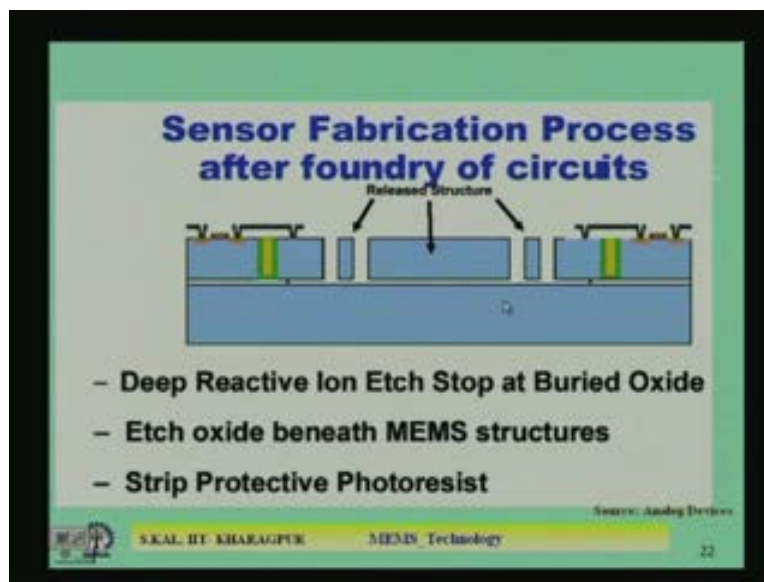 Sensor Fabrication Process
after foundry of circuits
Released Structure
– Deep Reactive Ion Etch Stop at Buried Oxide
– Etch oxide beneath MEMS structures
– Strip Protective Photoresist
Source: Analog Devices
S.KAL, IIT- KHARAGPUR MEMS_Technology
22